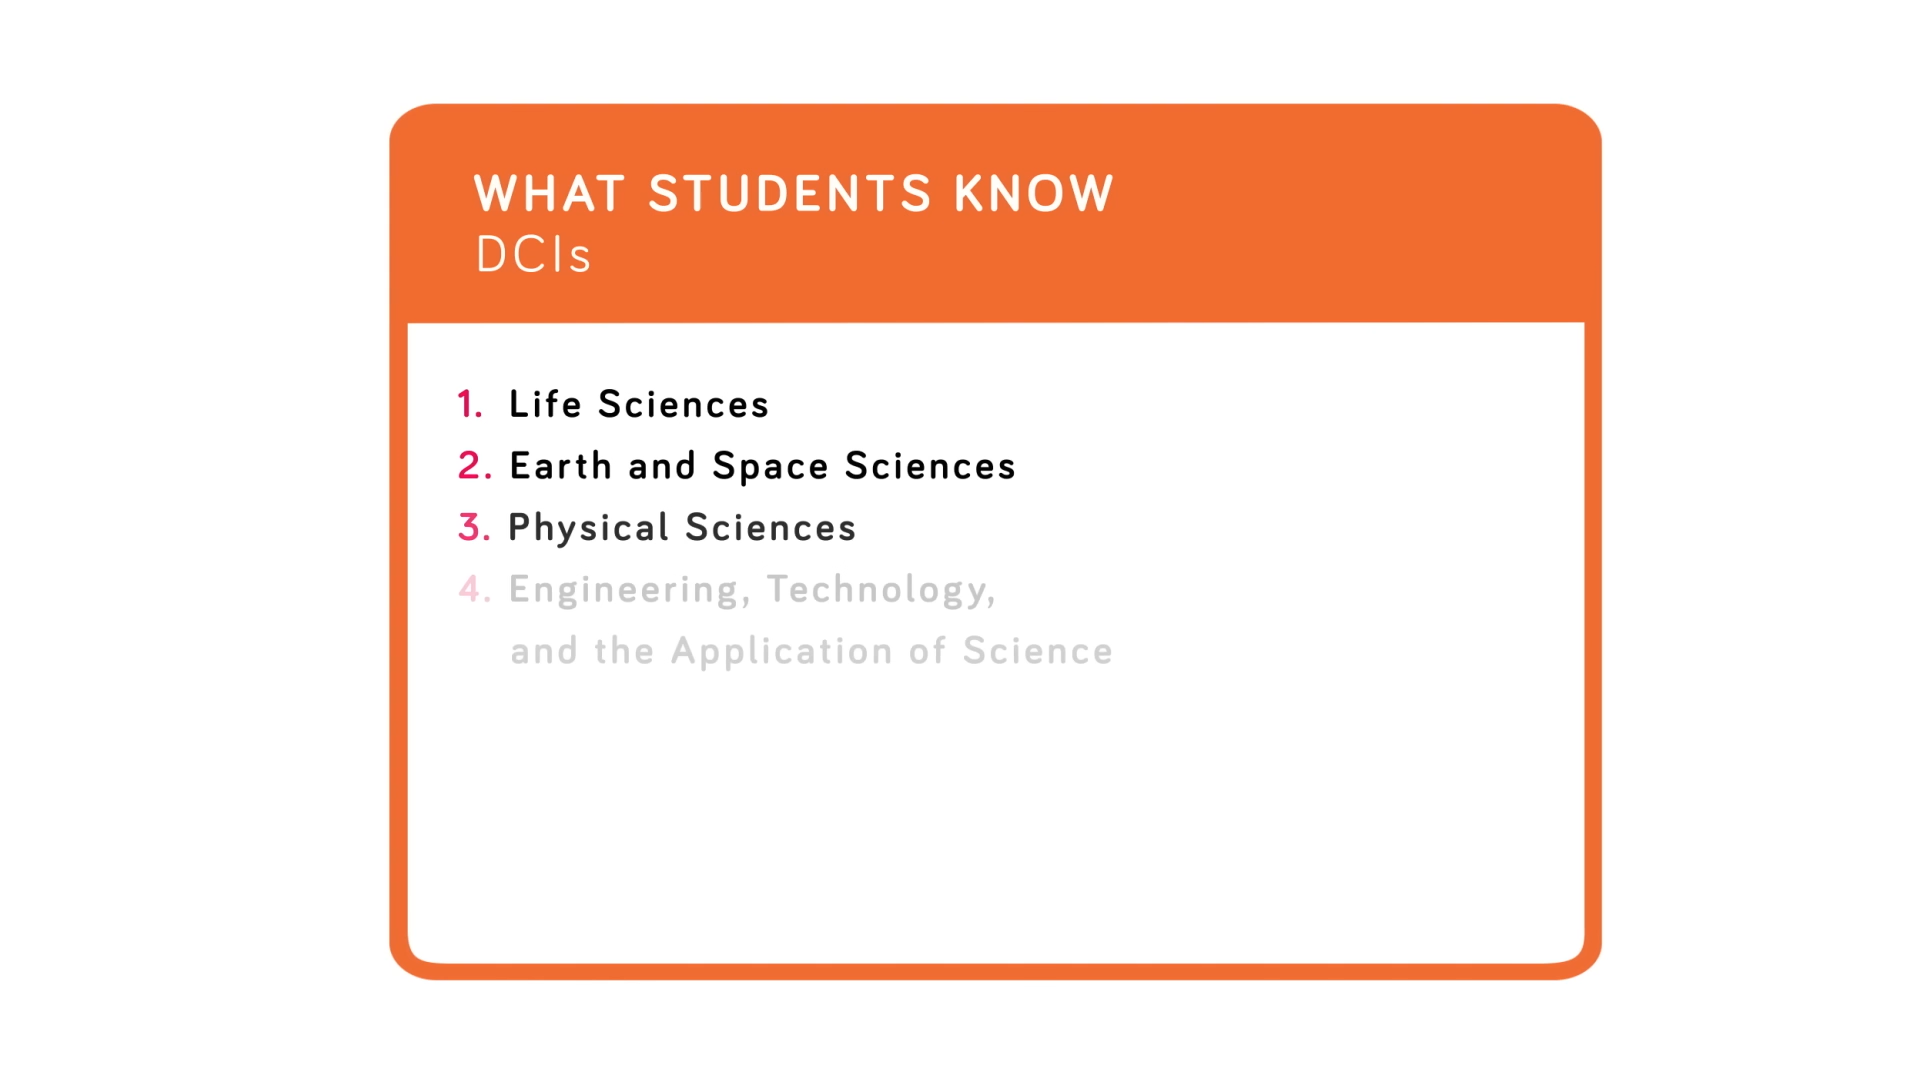 WHAT STUDENTS KNOW
DCIs
1. Life Sciences
2. Earth and Space Sciences
3. Physical Sciences
4. Engineering, Technology,
and the Application of Science